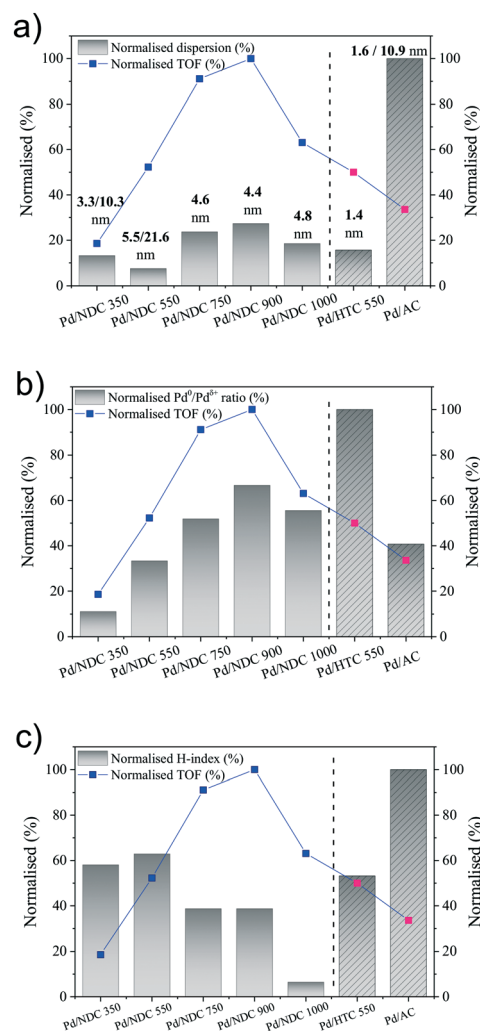 a)
1.6 / 10.9 nm
Normalised dispersion (%)
Normalised TOF (%)
100
80
60
40
20
0
Normalised (%)
3.3/10.3
nm
5.5/21.6
nm
4.6
nm
4.4
nm
4.8
nm
1.4
nm
100
80
60
40
20
0
Normalised (%)
Pd/NDC 350
Pd/NDC 550
Pd/NDC 750
Pd/NDC 900
Pd/NDC 1000
Pd/HTC 550
Pd/AC
b)
Normalised Pd⁰/Pdᵟ⁺ ratio (%)
Normalised TOF (%)
100
80
60
40
20
0
Normalised (%)
100
80
60
40
20
0
Normalised (%)
Pd/NDC 350
Pd/NDC 550
Pd/NDC 750
Pd/NDC 900
Pd/NDC 1000
Pd/HTC 550
Pd/AC
c)
Normalised H-index (%)
Normalised TOF (%)
100
80
60
40
20
0
Normalised (%)
100
80
60
40
20
0
Normalised (%)
Pd/NDC 350
Pd/NDC 550
Pd/NDC 750
Pd/NDC 900
Pd/NDC 1000
Pd/HTC 550
Pd/AC